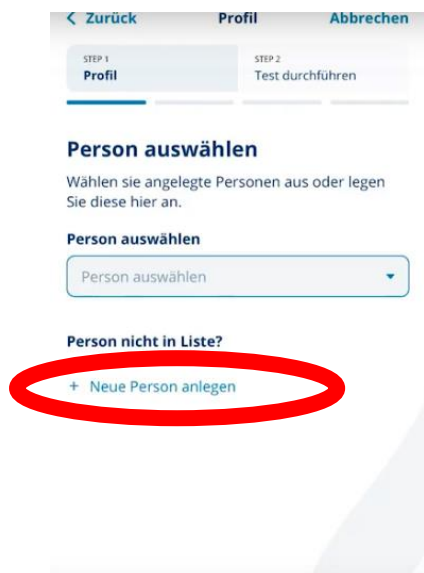 Zurück Profil Abbrechen
STEP 1 STEP 2
Profil Test durchführen
Person auswählen
Wählen sie angelegte Personen aus oder legen
Sie diese hier an.
Person auswählen
Person auswählen
Person nicht in Liste?
+ Neue Person anlegen